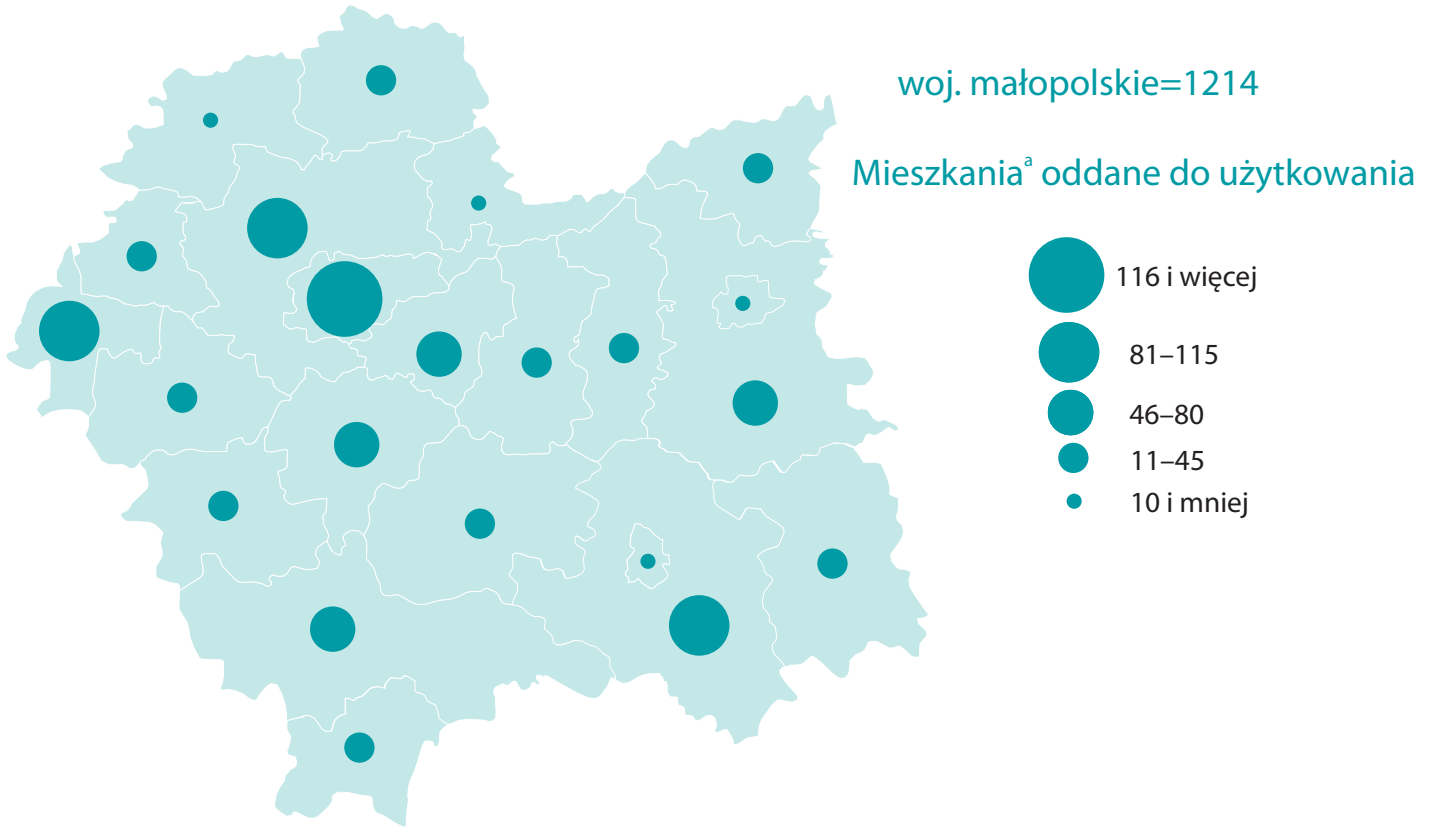 woj. małopolskie=1214
Mieszkaniaᵃ oddane do użytkowania
116 i więcej
81–115
46–80
11–45
10 i mniej